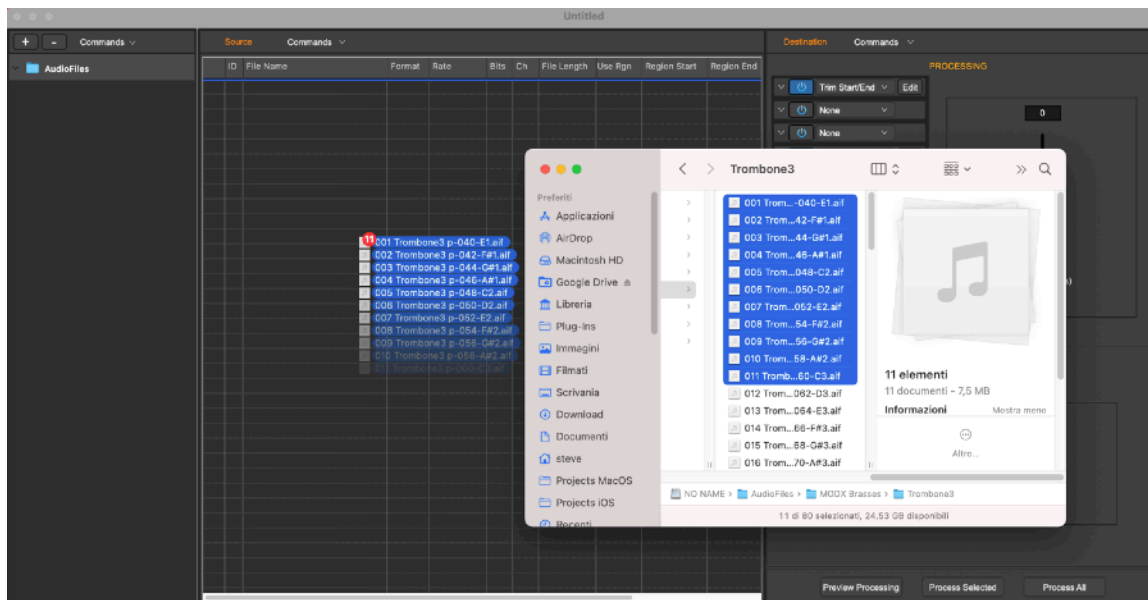 Untitled
+ - Commands
Source Commands
Destination Commands
AudioFiles
ID File Name Format Rate Bits Ch File Length Use Rgn Region Start Region End
PROCESSING
Trim Start/End Edit
None
None
0
Trombone3
Preferiti
Applicazioni
AirDrop
Macintosh HD
Google Drive
Libreria
Plug-Ins
Immagini
Filmati
Scrivania
Download
Documenti
steve
Projects MacOS
Projects iOS
Recenti
001 Trom...-040-E1.aif
002 Trom...42-F#1.aif
003 Trom...44-G#1.aif
004 Trom...46-A#1.aif
005 Trom...048-C2.aif
006 Trom...050-D2.aif
007 Trom...052-E2.aif
008 Trom...54-F#2.aif
009 Trom...56-G#2.aif
010 Trom...58-A#2.aif
011 Tromb...60-C3.aif
012 Trom...062-D3.aif
013 Trom...064-E3.aif
014 Trom...66-F#3.aif
015 Trom...68-G#3.aif
016 Trom...70-A#3.aif
11 elementi
11 documenti - 7,5 MB
Informazioni Mostra meno
Altro...
NO NAME > AudioFiles > MODX Brasses > Trombone3
11 di 80 selezionati, 24,53 GB disponibili
11
001 Trombone3 p-040-E1.aif
002 Trombone3 p-042-F#1.aif
003 Trombone3 p-044-G#1.aif
004 Trombone3 p-046-A#1.aif
005 Trombone3 p-048-C2.aif
006 Trombone3 p-050-D2.aif
007 Trombone3 p-052-E2.aif
008 Trombone3 p-054-F#2.aif
009 Trombone3 p-056-G#2.aif
010 Trombone3 p-058-A#2.aif
011 Trombone3 p-060-C3.aif
Preview Processing Process Selected Process All